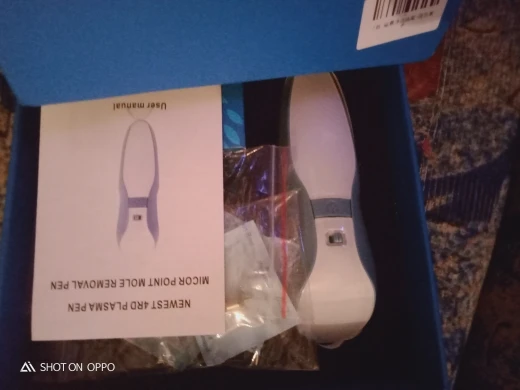 NEWEST 4RD PLASMA PEN
MICOR POINT MOLE REMOVAL PEN
User manual
SHOT ON OPPO